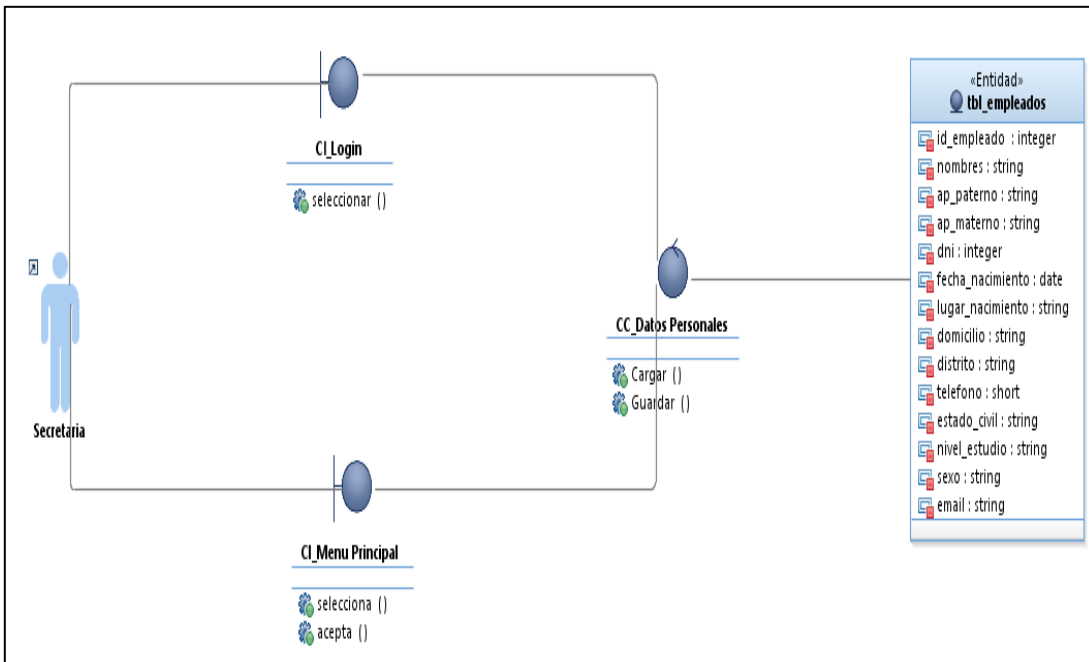 CI_Login
seleccionar ()
Secretaria
CI_Menu Principal
selecciona ()
acepta ()
CC_Datos Personales
Cargar ()
Guardar ()
«Entidad»
tbl_empleados
id_empleado : integer
nombres : string
ap_paterno : string
ap_materno : string
dni : integer
fecha_nacimiento : date
lugar_nacimiento : string
domicilio : string
distrito : string
telefono : short
estado_civil : string
nivel_estudio : string
sexo : string
email : string